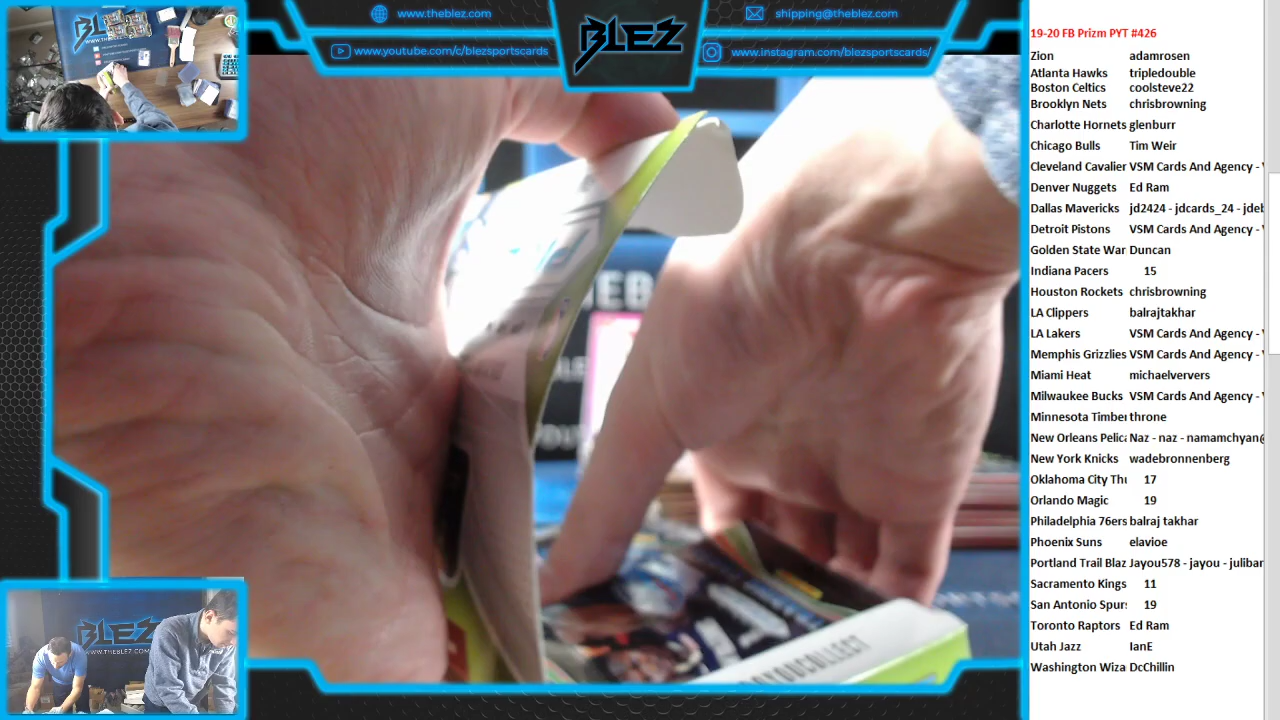 www.theblez.com
shipping@theblez.com
www.youtube.com/c/blezsportscards
www.instagram.com/blezsportscards/
BLEZ
19-20 FB Prizm PYT #426
Zion adamrosen
Atlanta Hawks tripledouble
Boston Celtics coolsteve22
Brooklyn Nets chrisbrowning
Charlotte Hornets glenburr
Chicago Bulls Tim Weir
Cleveland Cavalier VSM Cards And Agency -
Denver Nuggets Ed Ram
Dallas Mavericks jd2424 - jdcards_24 - jdeb
Detroit Pistons VSM Cards And Agency -
Golden State War Duncan
Indiana Pacers 15
Houston Rockets chrisbrowning
LA Clippers balrajtakhar
LA Lakers VSM Cards And Agency -
Memphis Grizzlies VSM Cards And Agency -
Miami Heat michaelververs
Milwaukee Bucks VSM Cards And Agency -
Minnesota Timber throne
New Orleans Pelica Naz - naz - namamchyan@
New York Knicks wadebronnenberg
Oklahoma City Thu 17
Orlando Magic 19
Philadelphia 76ers balraj takhar
Phoenix Suns elavioe
Portland Trail Blaz Jayou578 - jayou - julibar
Sacramento Kings 11
San Antonio Spurs 19
Toronto Raptors Ed Ram
Utah Jazz IanE
Washington Wiza DcChillin
BLEZ
WWW.THEBLEZ.COM